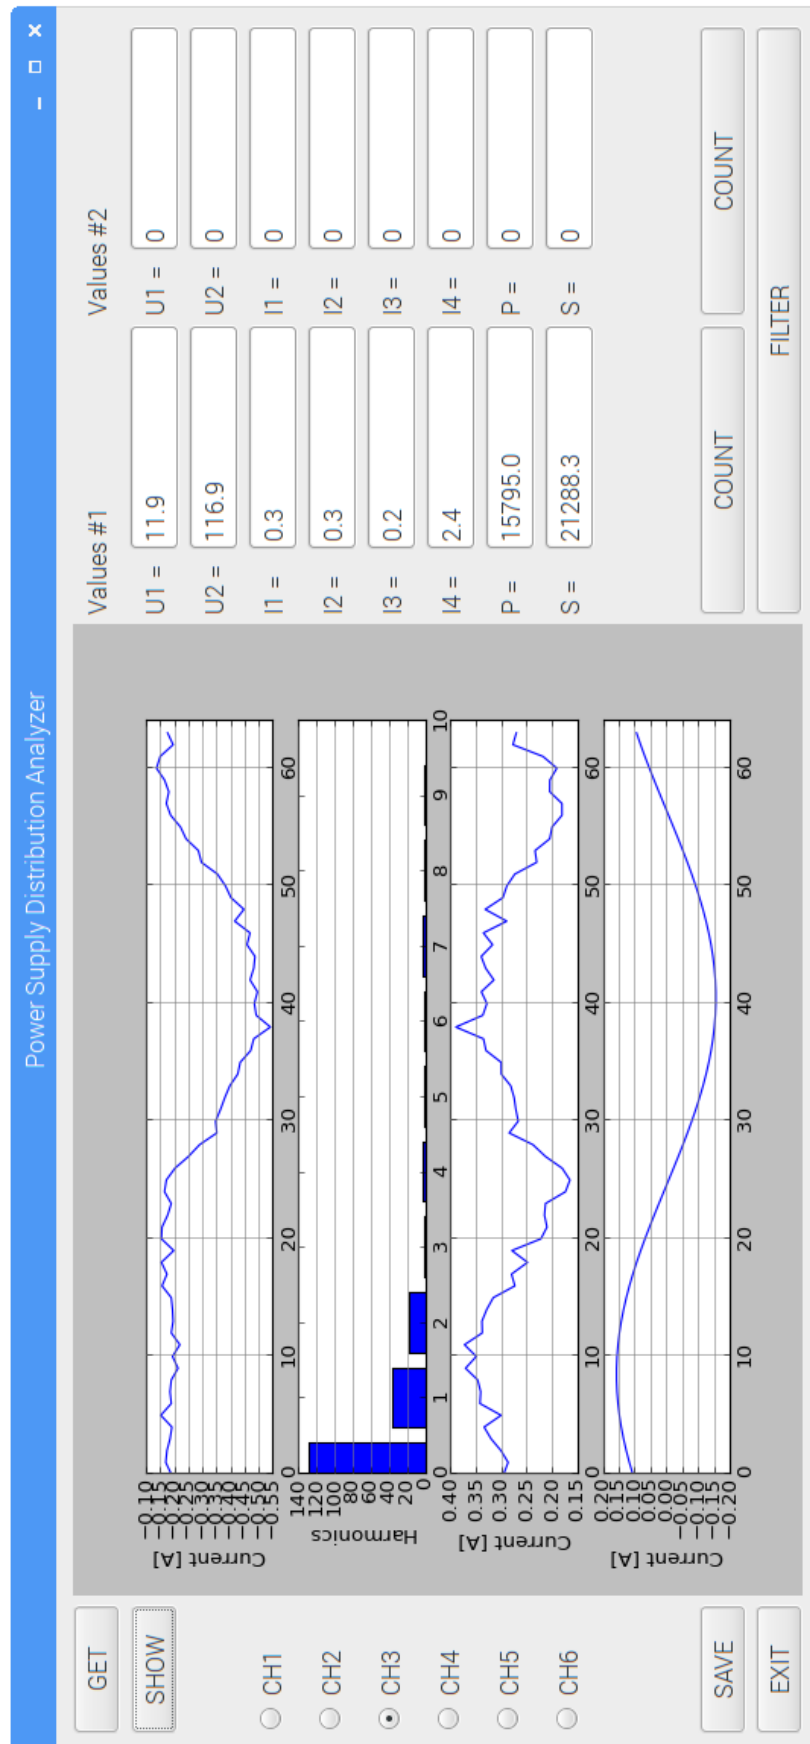 Power Supply Distribution Analyzer
GET
SHOW
CH1
CH2
CH3
CH4
CH5
CH6
SAVE
EXIT
Current [A]
−0.10
−0.15
−0.20
−0.25
−0.30
−0.35
−0.40
−0.45
−0.50
−0.55
0 10 20 30 40 50 60
Harmonics
140
120
100
80
60
40
20
0
0 1 2 3 4 5 6 7 8 9 10
Current [A]
0.40
0.35
0.30
0.25
0.20
0.15
0 10 20 30 40 50 60
Current [A]
0.20
0.15
0.10
0.05
0.00
−0.05
−0.10
−0.15
−0.20
0 10 20 30 40 50 60
Values #1
U1 = 11.9
U2 = 116.9
I1 = 0.3
I2 = 0.3
I3 = 0.2
I4 = 2.4
P = 15795.0
S = 21288.3
COUNT
Values #2
U1 = 0
U2 = 0
I1 = 0
I2 = 0
I3 = 0
I4 = 0
P = 0
S = 0
COUNT
FILTER